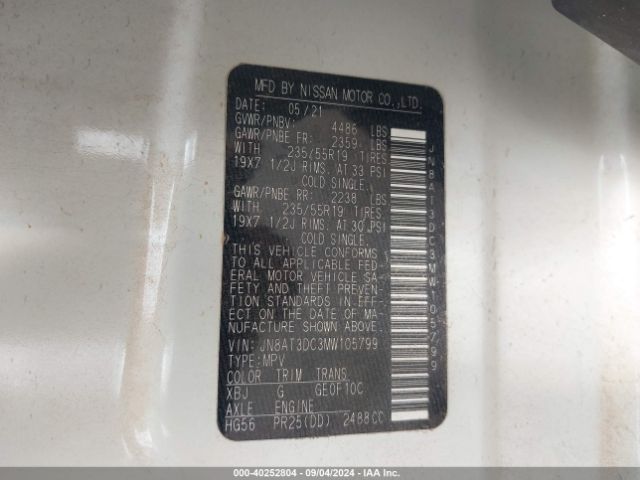 MFD BY NISSAN MOTOR CO.,LTD.
DATE: 05/21
GVWR/PNBV: 4486 LBS
GAWR/PNBE FR: 2359 LBS
WITH 235/55R19 TIRES
19X7 1/2J RIMS. AT 33 PSI
COLD SINGLE.
GAWR/PNBE RR: 2238 LBS
WITH 235/55R19 TIRES
19X7 1/2J RIMS. AT 30 PSI
COLD SINGLE.
THIS VEHICLE CONFORMS
TO ALL APPLICABLE FED
ERAL MOTOR VEHICLE SA-
FETY AND THEFT PREVEN-
TION STANDARDS IN EFF-
ECT ON THE DATE OF MA-
NUFACTURE SHOWN ABOVE.
VIN: JN8AT3DC3MW105799
TYPE:MPV
COLOR TRIM TRANS
XBJ G GE0F10C
AXLE ENGINE
HG56 PR25(DD) 2488CC
JN8AT3DC3MW105799
000-40252804 - 09/04/2024 - IAA Inc.